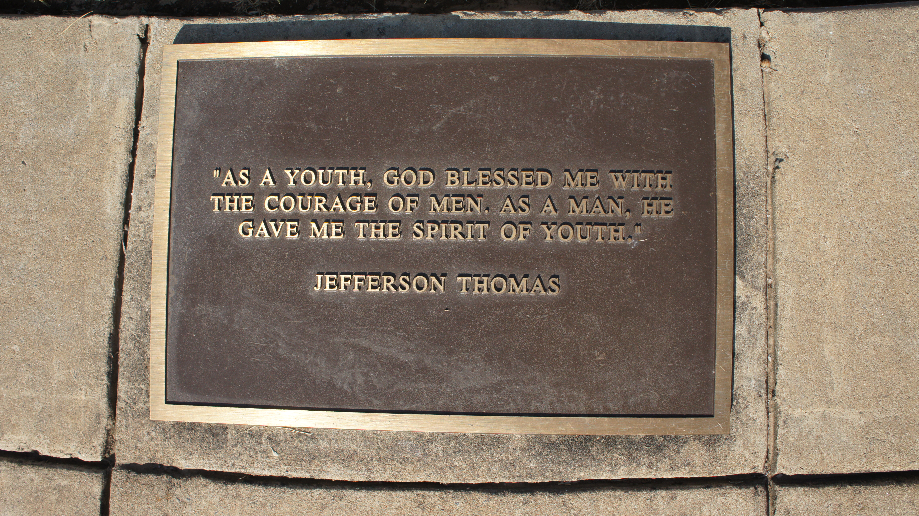 "AS A YOUTH, GOD BLESSED ME WITH
THE COURAGE OF MEN. AS A MAN, HE
GAVE ME THE SPIRIT OF YOUTH."
JEFFERSON THOMAS